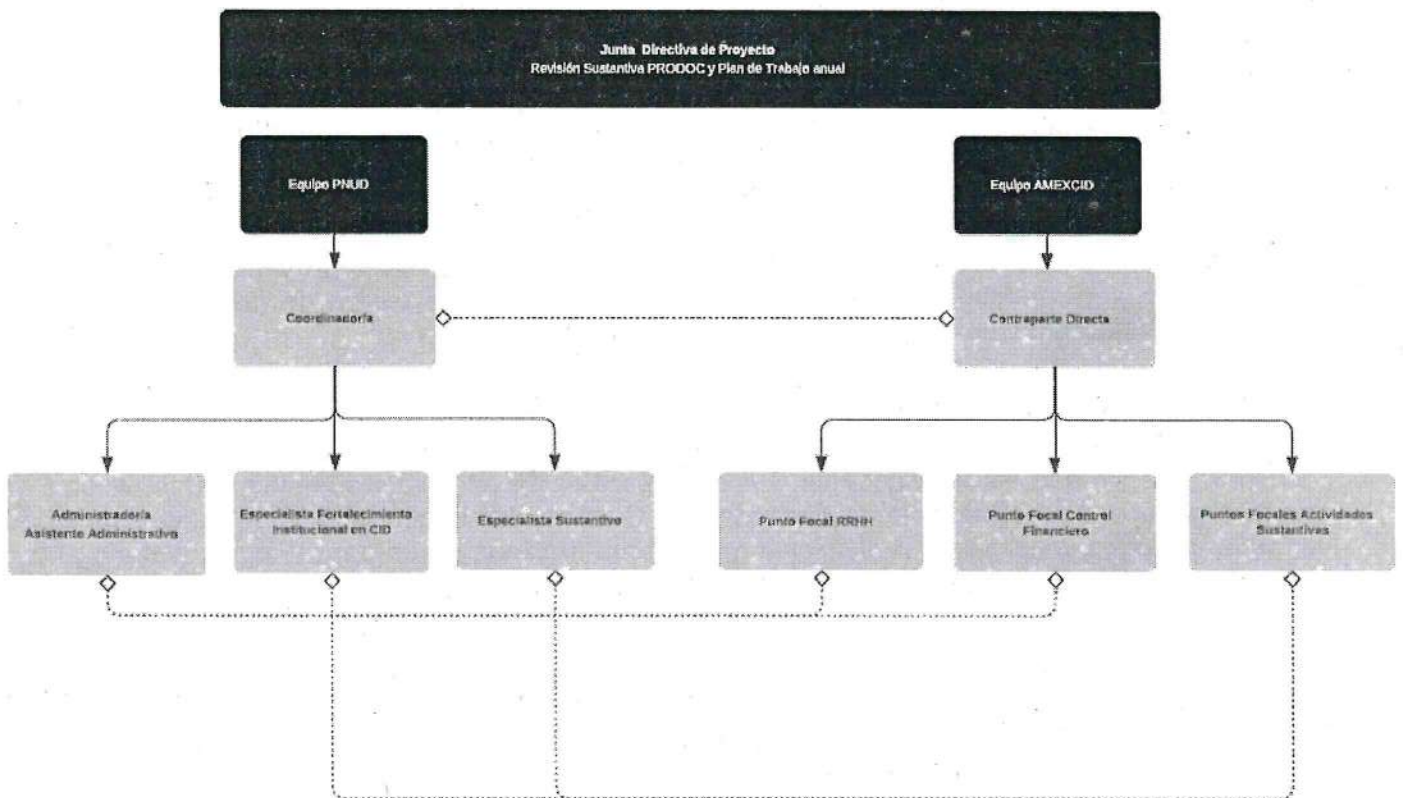 Junta Directiva de Proyecto
Revisión Sustantiva PRODOC y Plan de Trabajo anual
Equipo PNUD
Equipo AMEXCID
Coordinadoría
Contraparte Directa
Administradoría
Asistente Administrativo
Especialista Fortalecimiento
Institucional en CID
Especialista Sustantivo
Punto Focal RRHH
Punto Focal Control
Financiero
Puntos Focales Actividades
Sustantivas